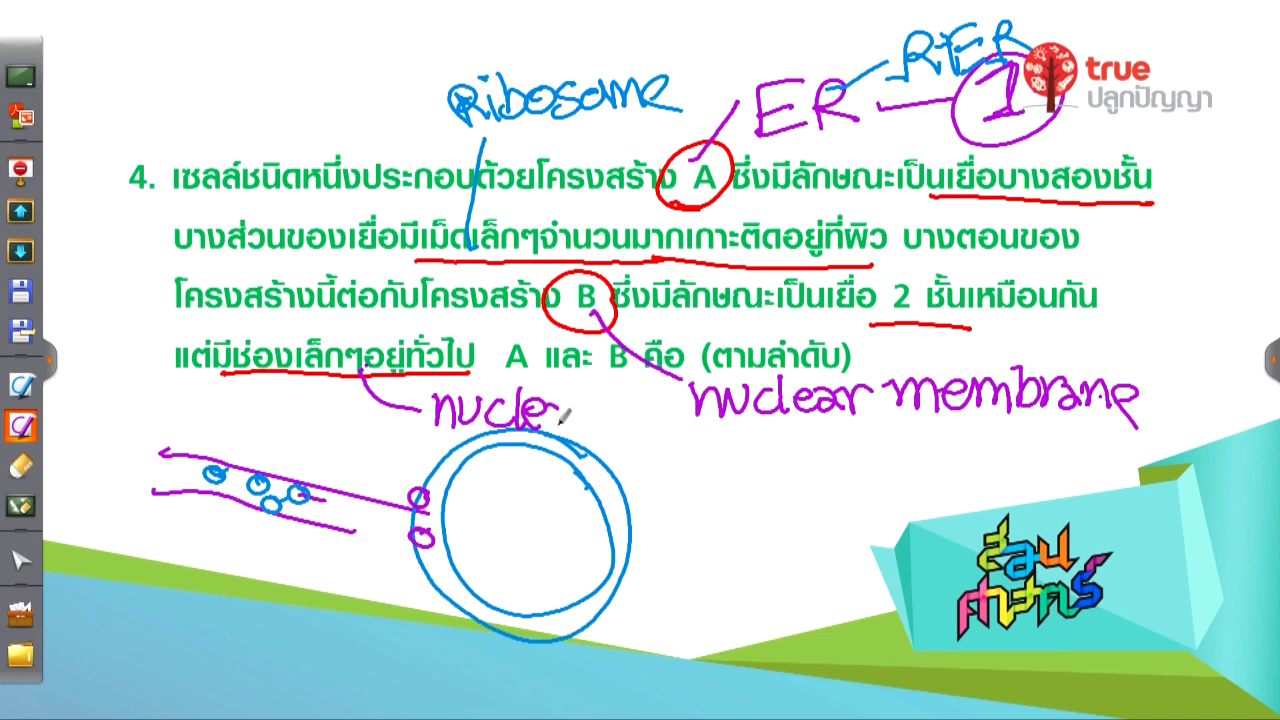 RER
true
ปลูกปัญญา
Ribosome
ER
1
4. เซลล์ชนิดหนึ่งประกอบด้วยโครงสร้าง A ซึ่งมีลักษณะเป็นเยื่อบางสองชั้น
บางส่วนของเยื่อมีเม็ดเล็กๆจำนวนมากเกาะติดอยู่ที่ผิว บางตอนของ
โครงสร้างนี้ต่อกับโครงสร้าง B ซึ่งมีลักษณะเป็นเยื่อ 2 ชั้นเหมือนกัน
แต่มีช่องเล็กๆอยู่ทั่วไป A และ B คือ (ตามลำดับ)
nucle
nuclear membrane
สอน
ศาสตร์